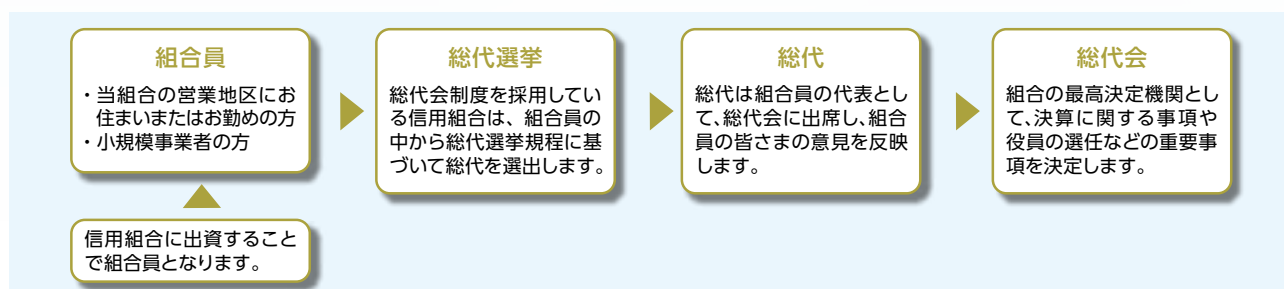 組合員
・当組合の営業地区にお
住まいまたはお勤めの方
・小規模事業者の方
信用組合に出資すること
で組合員となります。
総代選挙
総代会制度を採用してい
る信用組合は、組合員の
中から総代選挙規程に基
づいて総代を選出します。
総代
総代は組合員の代表とし
て、総代会に出席し、組合
員の皆さまの意見を反映
します。
総代会
組合の最高決定機関とし
て、決算に関する事項や
役員の選任などの重要事
項を決定します。